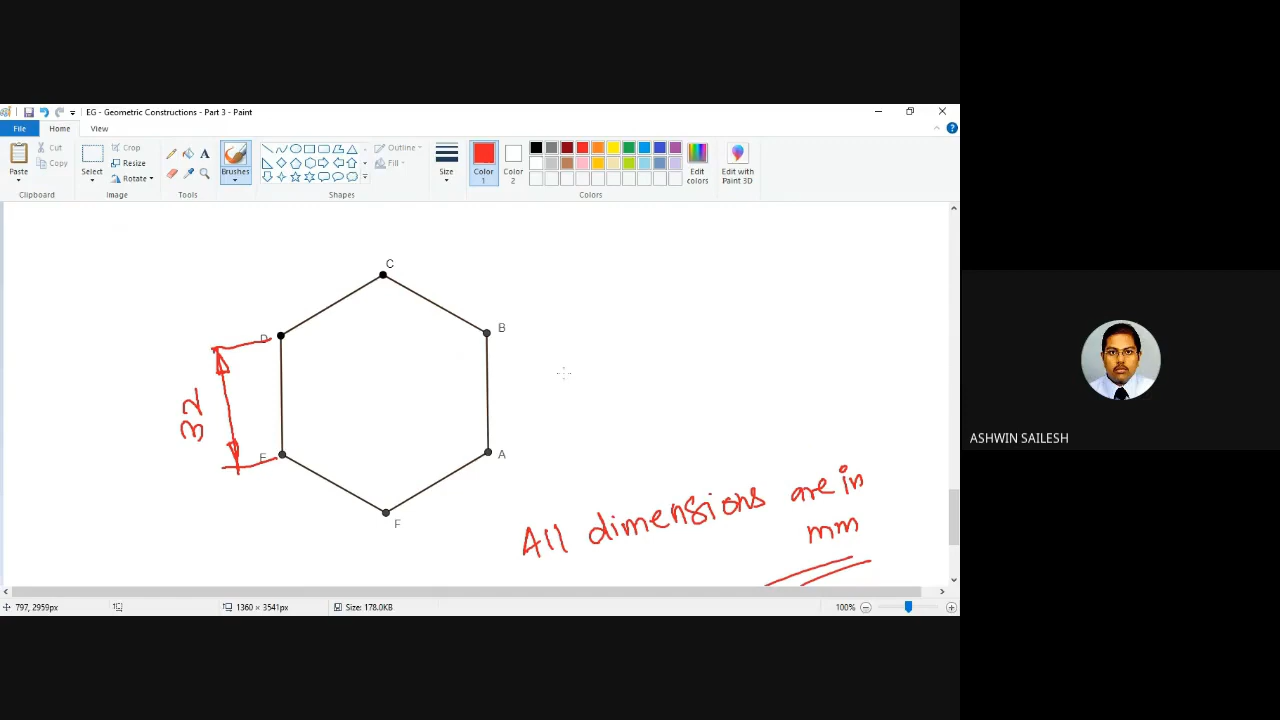 EG - Geometric Constructions - Part 3 - Paint
File Home View
Paste
Cut
Copy
Clipboard
Select
Crop
Resize
Rotate
Image
A
Tools
Brushes
Outline
Fill
Shapes
Size
Color 1
Color 2
Edit colors
Colors
Edit with Paint 3D
C
B
D
32
E
A
F
All dimensions are in
mm
ASHWIN SAILESH
797, 2959px
1360 × 3541px
Size: 178.0KB
100%